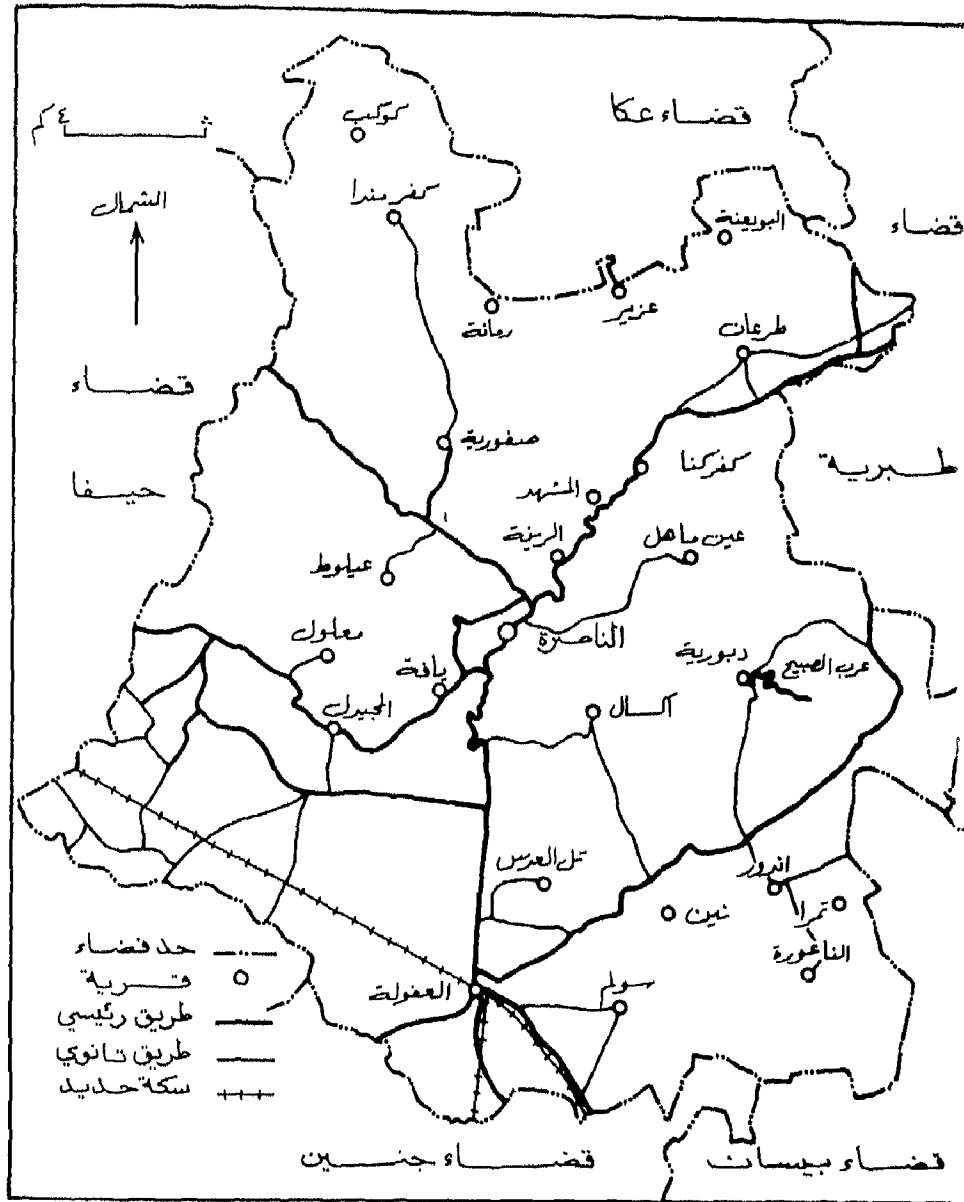 قضاء عكا
كوكب
٤ كم
كفر مندا
الشمال
البويعنة
قضاء
عزير
رمانة
طرعان
قضاء
صفورية
كفركنا
طبرية
حيفا
المشهد
الرينة
عين ماهل
عيلوط
الناصرة
معلول
يافة
دبورية
عرب الصبيح
المجيدل
اكسال
تل العدس
اندور
نين
تمرا
الناعورة
حد قضاء
قرية
العفولة
سولم
طريق رئيسي
طريق ثانوي
سكة حديد
قضاء جنين
قضاء بيسان